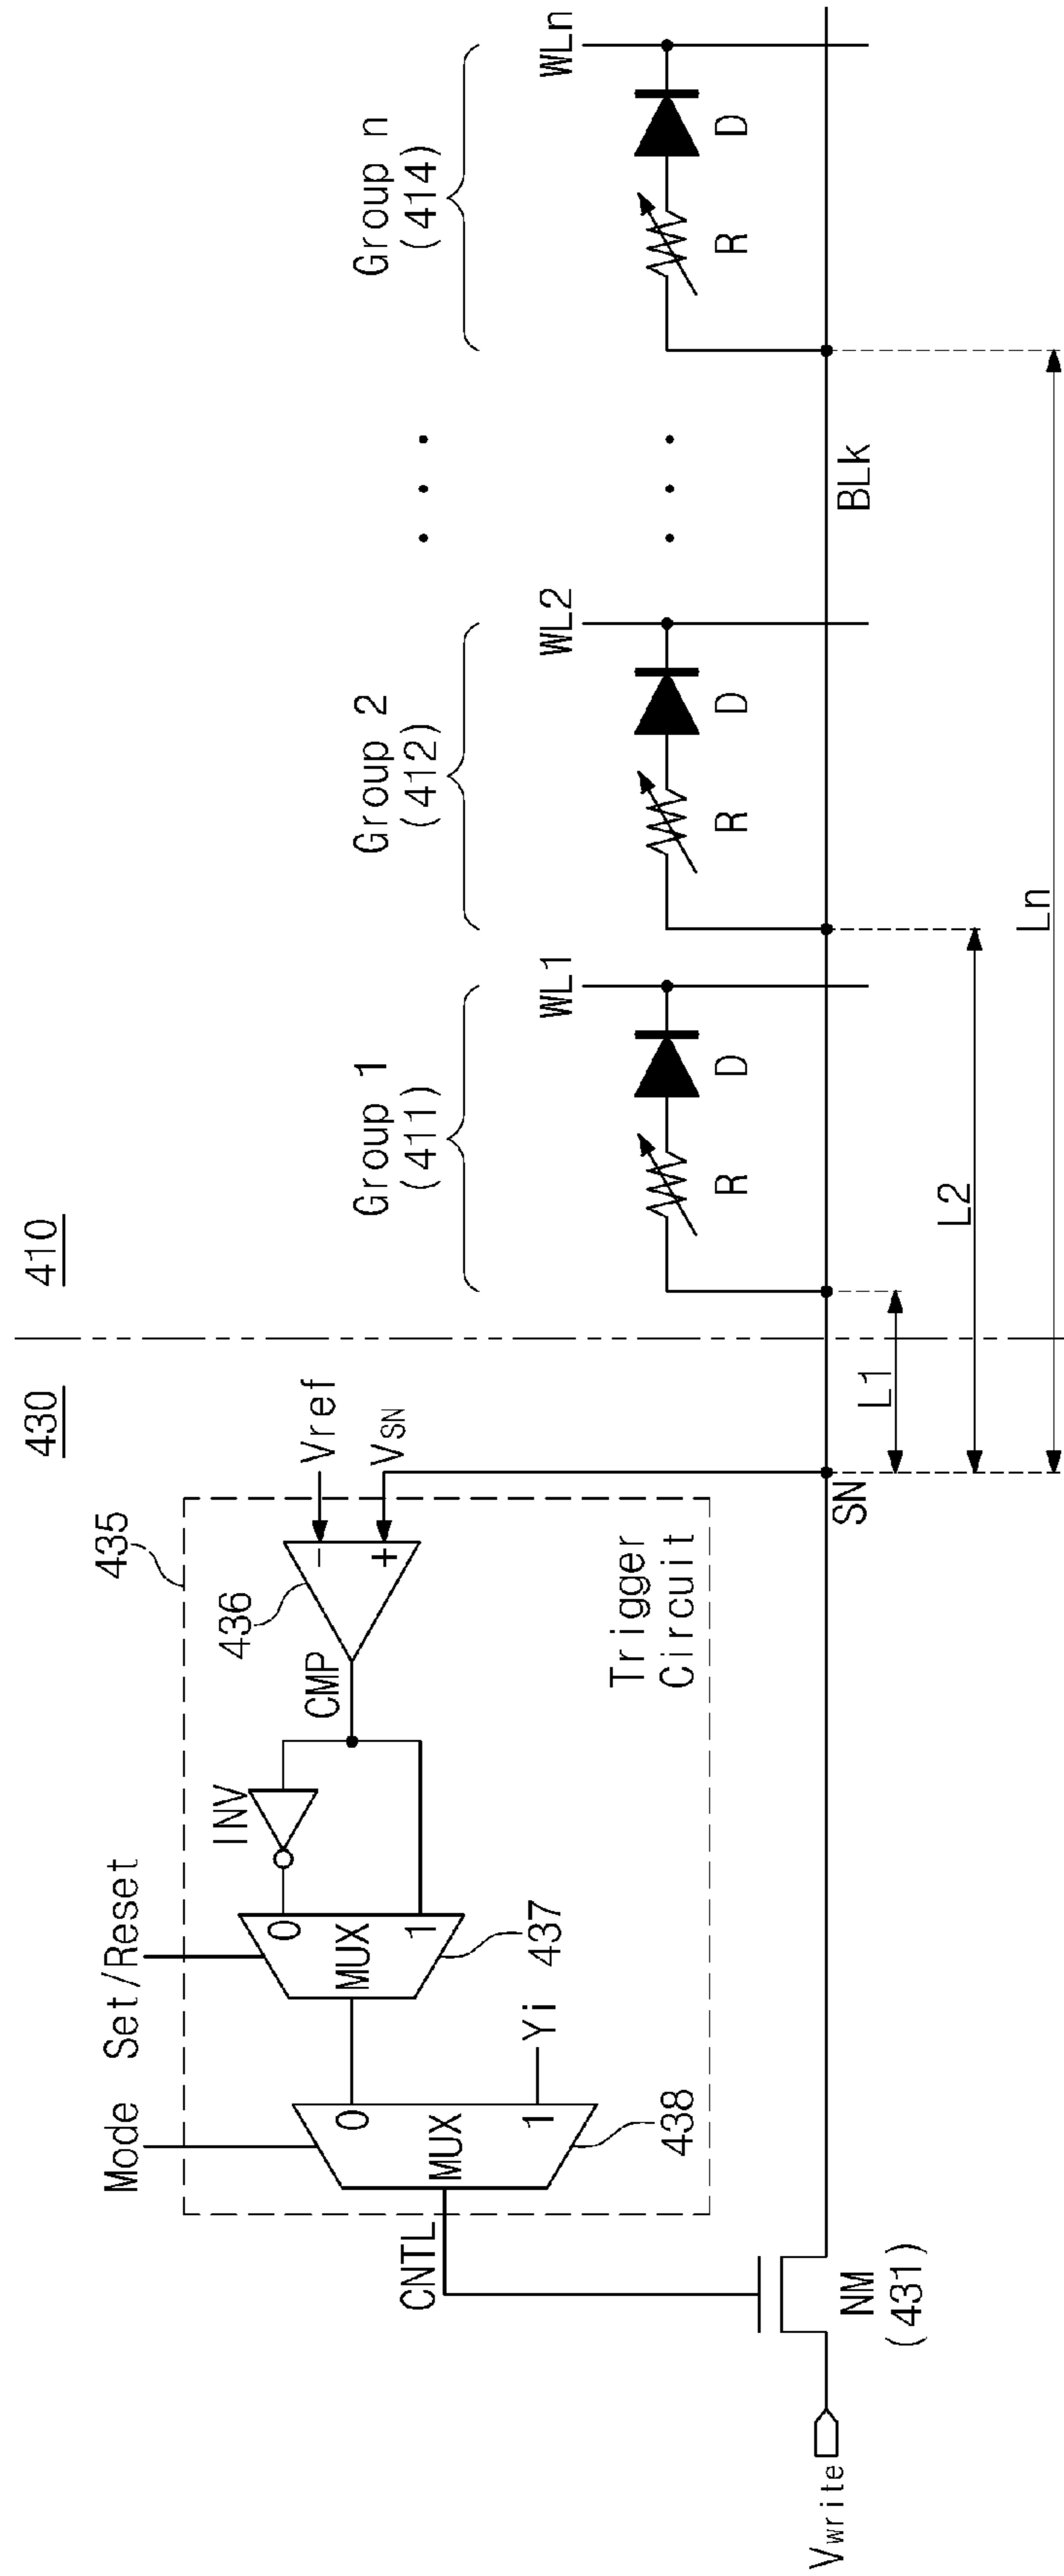 430
410
Mode
Set/Reset
435
Group 1
(411)
Group 2
(412)
Group n
(414)
INV
436
Vref
VSN
CMP
0
MUX
1
437
0
MUX
1
438
Yi
CNTL
Trigger
Circuit
-
+
WL1
WL2
WLn
R
D
R
D
R
D
Vwrite
NM
(431)
SN
BLk
L1
L2
Ln